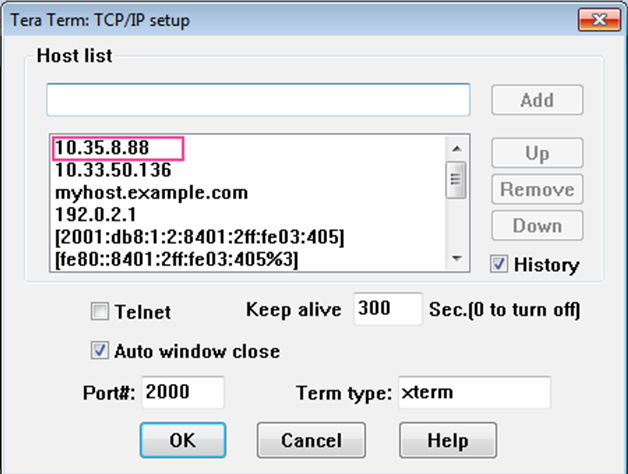 Tera Term: TCP/IP setup
Host list
Add
10.35.8.88
10.33.50.136
myhost.example.com
192.0.2.1
[2001:db8:1:2:8401:2ff:fe03:405]
[fe80::8401:2ff:fe03:405%3]
Up
Remove
Down
History
Telnet
Keep alive 300 Sec.(0 to turn off)
Auto window close
Port#: 2000 Term type: xterm
OK Cancel Help